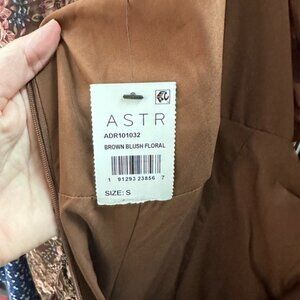 ASTR
ADR101032
BROWN BLUSH FLORAL
1 91293 23856 7
SIZE: S